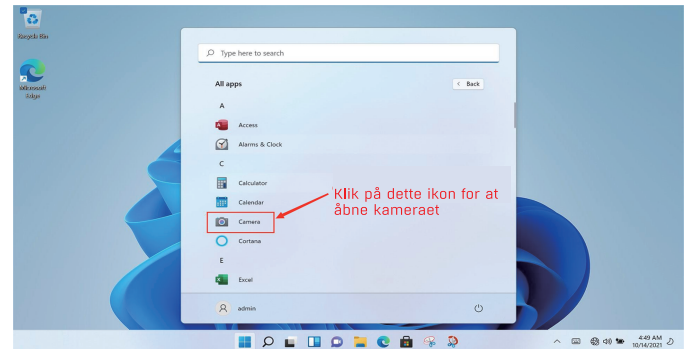 Recycle Bin
Microsoft
Edge
Type here to search
All apps
< Back
A
Access
Alarms & Clock
C
Calculator
Calendar
Camera
Cortana
E
Excel
admin
Klik på dette ikon for at
åbne kameraet
4:49 AM
10/14/2021